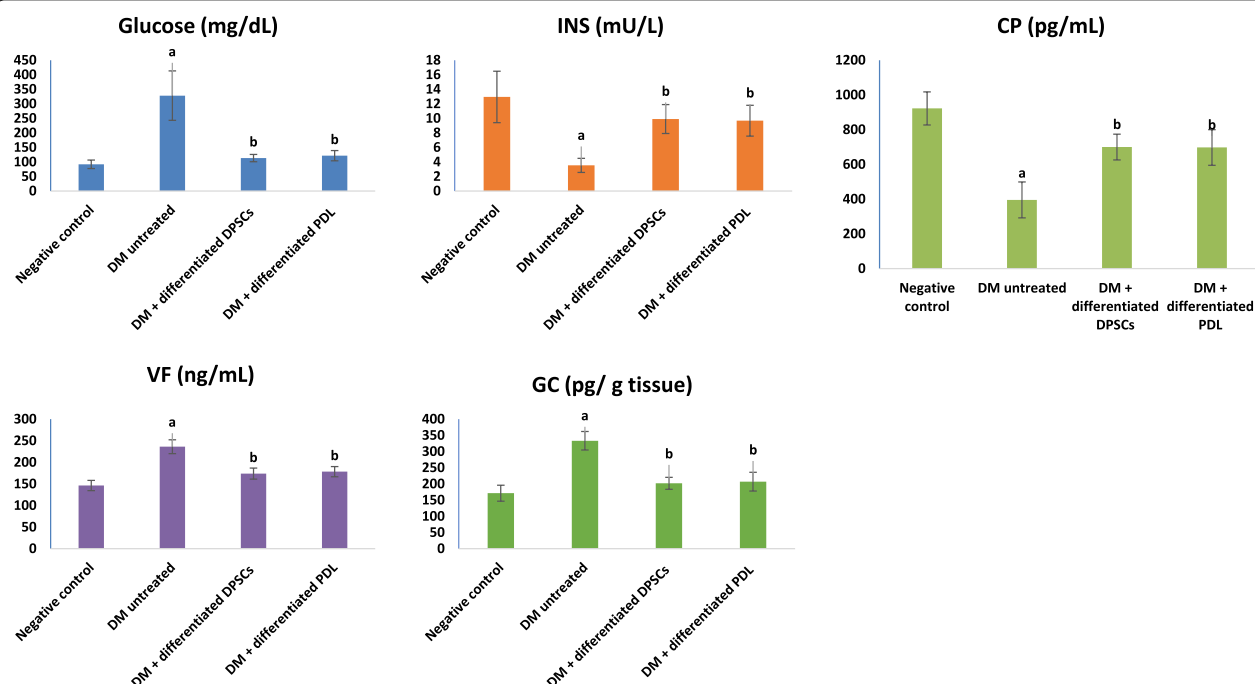 Glucose (mg/dL)
a
450
400
350
300
250
200
150
100
50
0
b
b
Negative control
DM untreated
DM + differentiated DPSCs
DM + differentiated PDL
INS (mU/L)
18
16
14
12
10
8
6
4
2
0
a
b
b
Negative control
DM untreated
DM + differentiated DPSCs
DM + differentiated PDL
CP (pg/mL)
1200
1000
800
600
400
200
0
a
b
b
Negative
control
DM untreated
DM +
differentiated
DPSCs
DM +
differentiated
PDL
VF (ng/mL)
300
250
200
150
100
50
0
a
b
b
Negative control
DM untreated
DM + differentiated DPSCs
DM + differentiated PDL
GC (pg/ g tissue)
400
350
300
250
200
150
100
50
0
a
b
b
Negative control
DM untreated
DM + differentiated DPSCs
DM + differentiated PDL